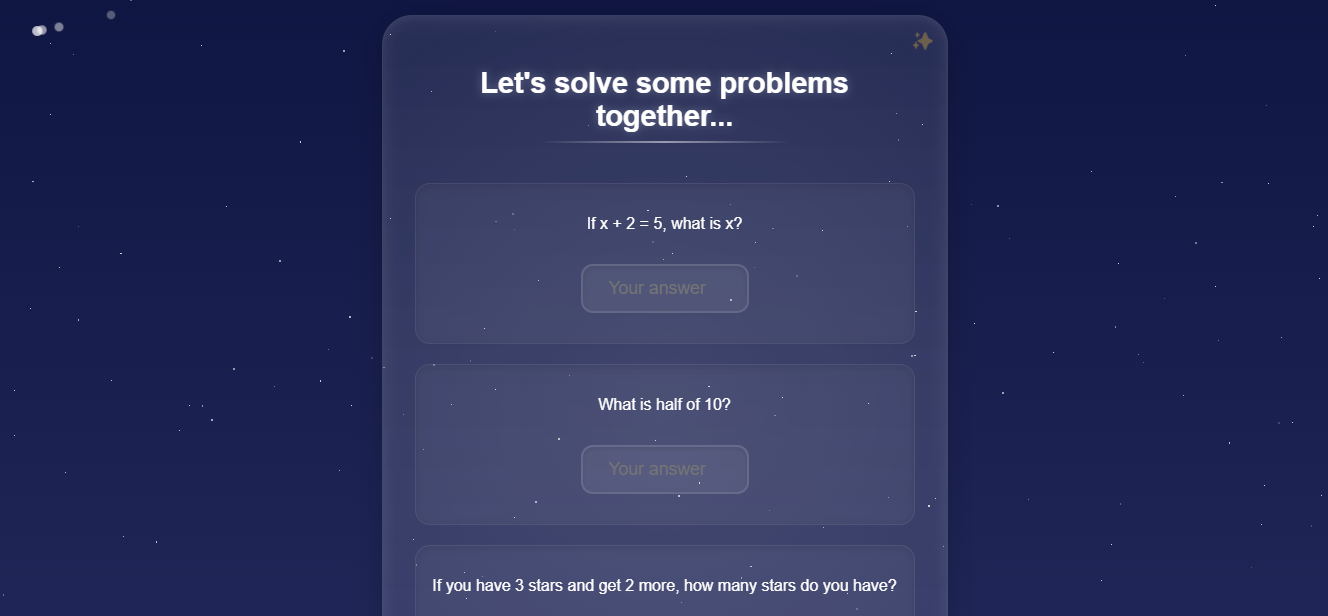 Let's solve some problems
together...
If x + 2 = 5, what is x?
Your answer
What is half of 10?
Your answer
If you have 3 stars and get 2 more, how many stars do you have?